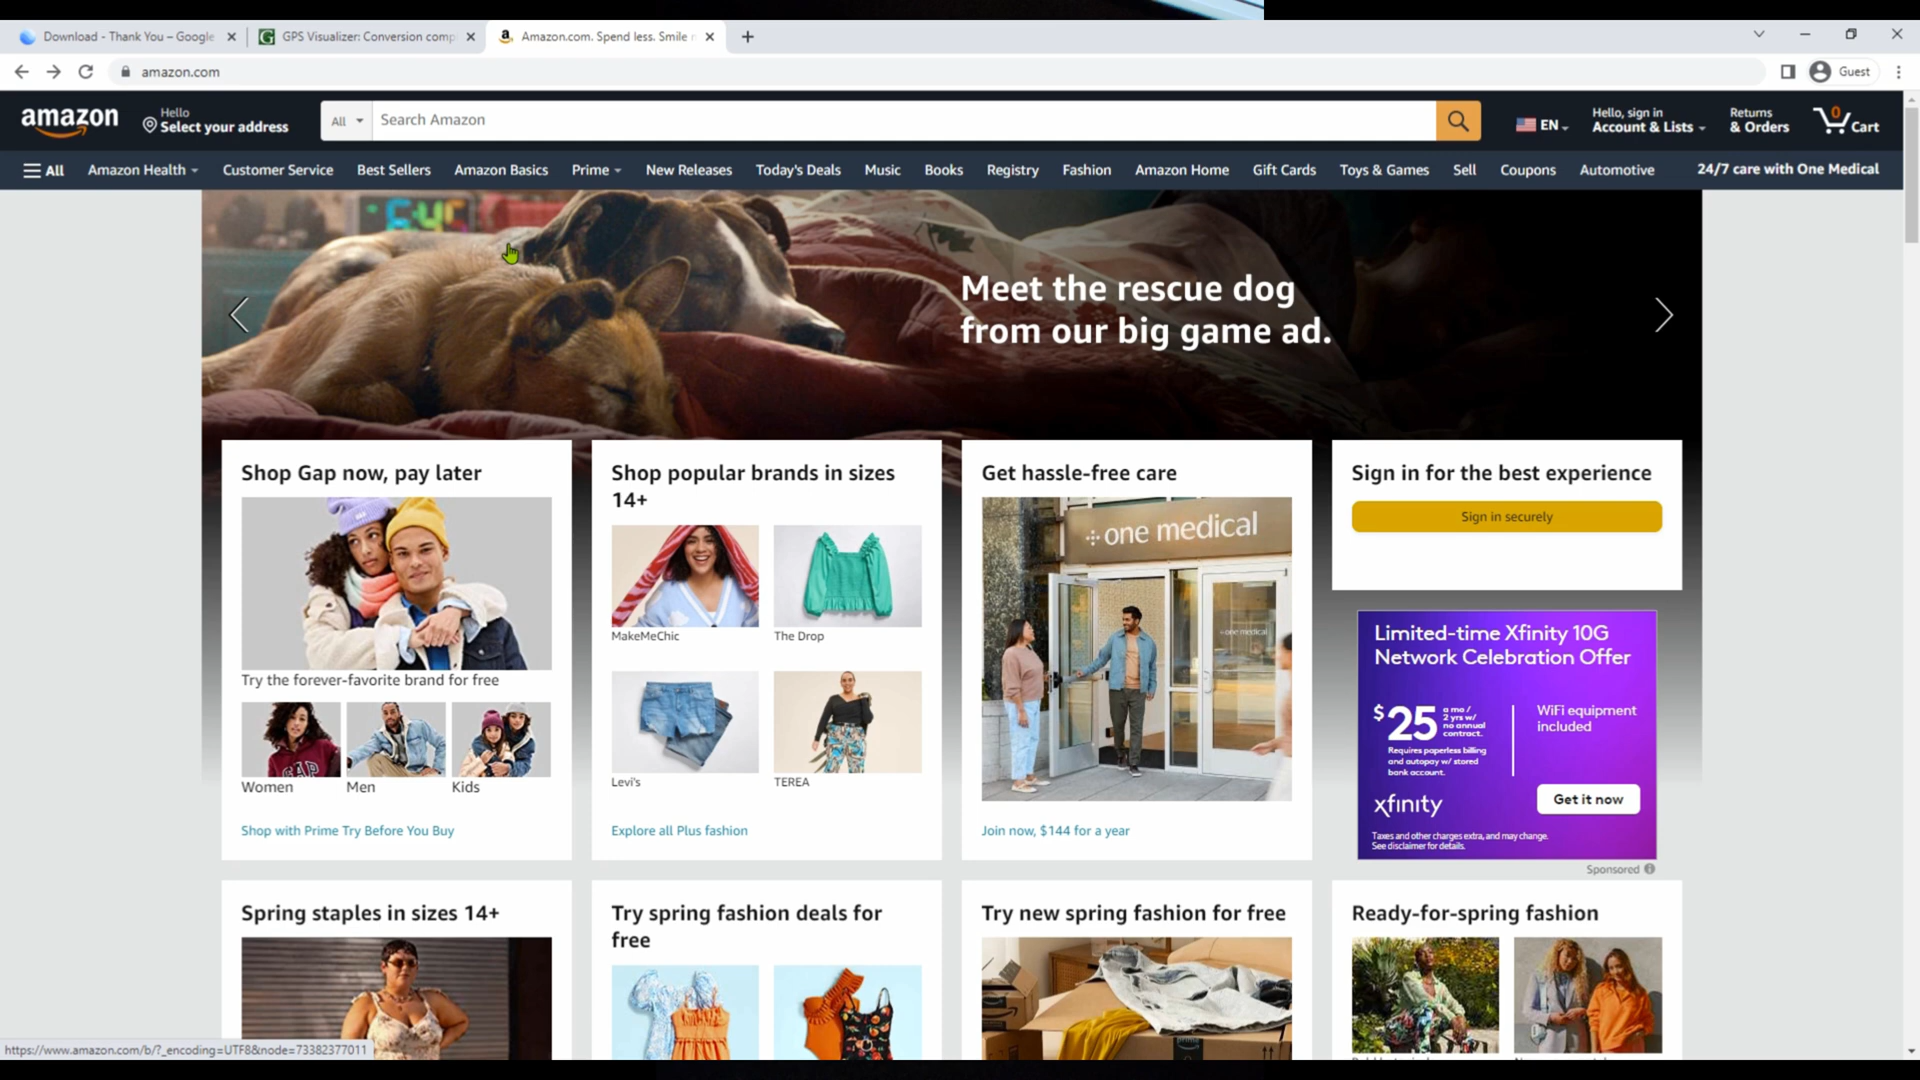 Download - Thank You – Google
GPS Visualizer: Conversion comp
Amazon.com. Spend less. Smile
amazon.com
Guest
amazon
Hello
Select your address
All
Search Amazon
EN
Hello, sign in
Account & Lists
Returns
& Orders
0
Cart
All
Amazon Health
Customer Service
Best Sellers
Amazon Basics
Prime
New Releases
Today's Deals
Music
Books
Registry
Fashion
Amazon Home
Gift Cards
Toys & Games
Sell
Coupons
Automotive
24/7 care with One Medical
Meet the rescue dog
from our big game ad.
Shop Gap now, pay later
Try the forever-favorite brand for free
GAP
Women
Men
Kids
Shop with Prime Try Before You Buy
Shop popular brands in sizes
14+
MakeMeChic
The Drop
Levi's
TEREA
Explore all Plus fashion
Get hassle-free care
one medical
one medical
Join now, $144 for a year
Sign in for the best experience
Sign in securely
Limited-time Xfinity 10G
Network Celebration Offer
$25
a mo/
2 yrs w/
no annual
contract.
Requires paperless billing
and autopay w/ stored
bank account.
WiFi equipment
included
xfinity
Get it now
Taxes and other charges extra, and may change.
See disclaimer for details.
Sponsored
Spring staples in sizes 14+
Try spring fashion deals for
free
Try new spring fashion for free
Ready-for-spring fashion
https://www.amazon.com/b/?_encoding=UTF8&node=73382377011